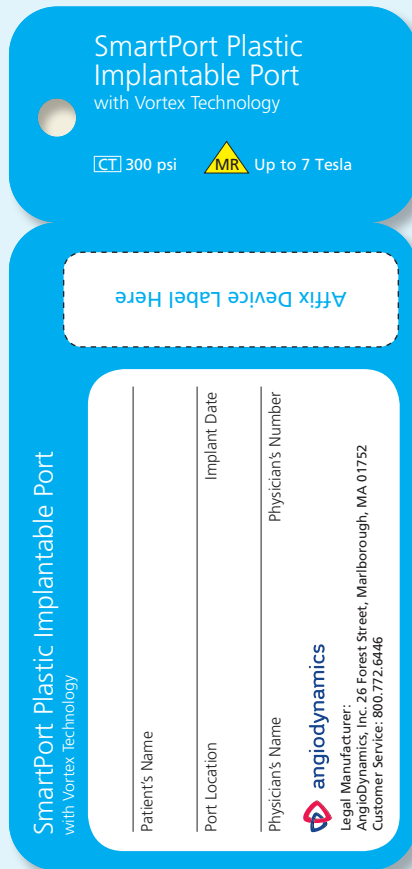 SmartPort Plastic
Implantable Port
with Vortex Technology
CT 300 psi
MR Up to 7 Tesla
Affix Device Label Here
SmartPort Plastic Implantable Port
with Vortex Technology
Patient's Name
Port Location Implant Date
Physician's Name Physician's Number
angiodynamics
Legal Manufacturer:
AngioDynamics, Inc. 26 Forest Street, Marlborough, MA 01752
Customer Service: 800.772.6446